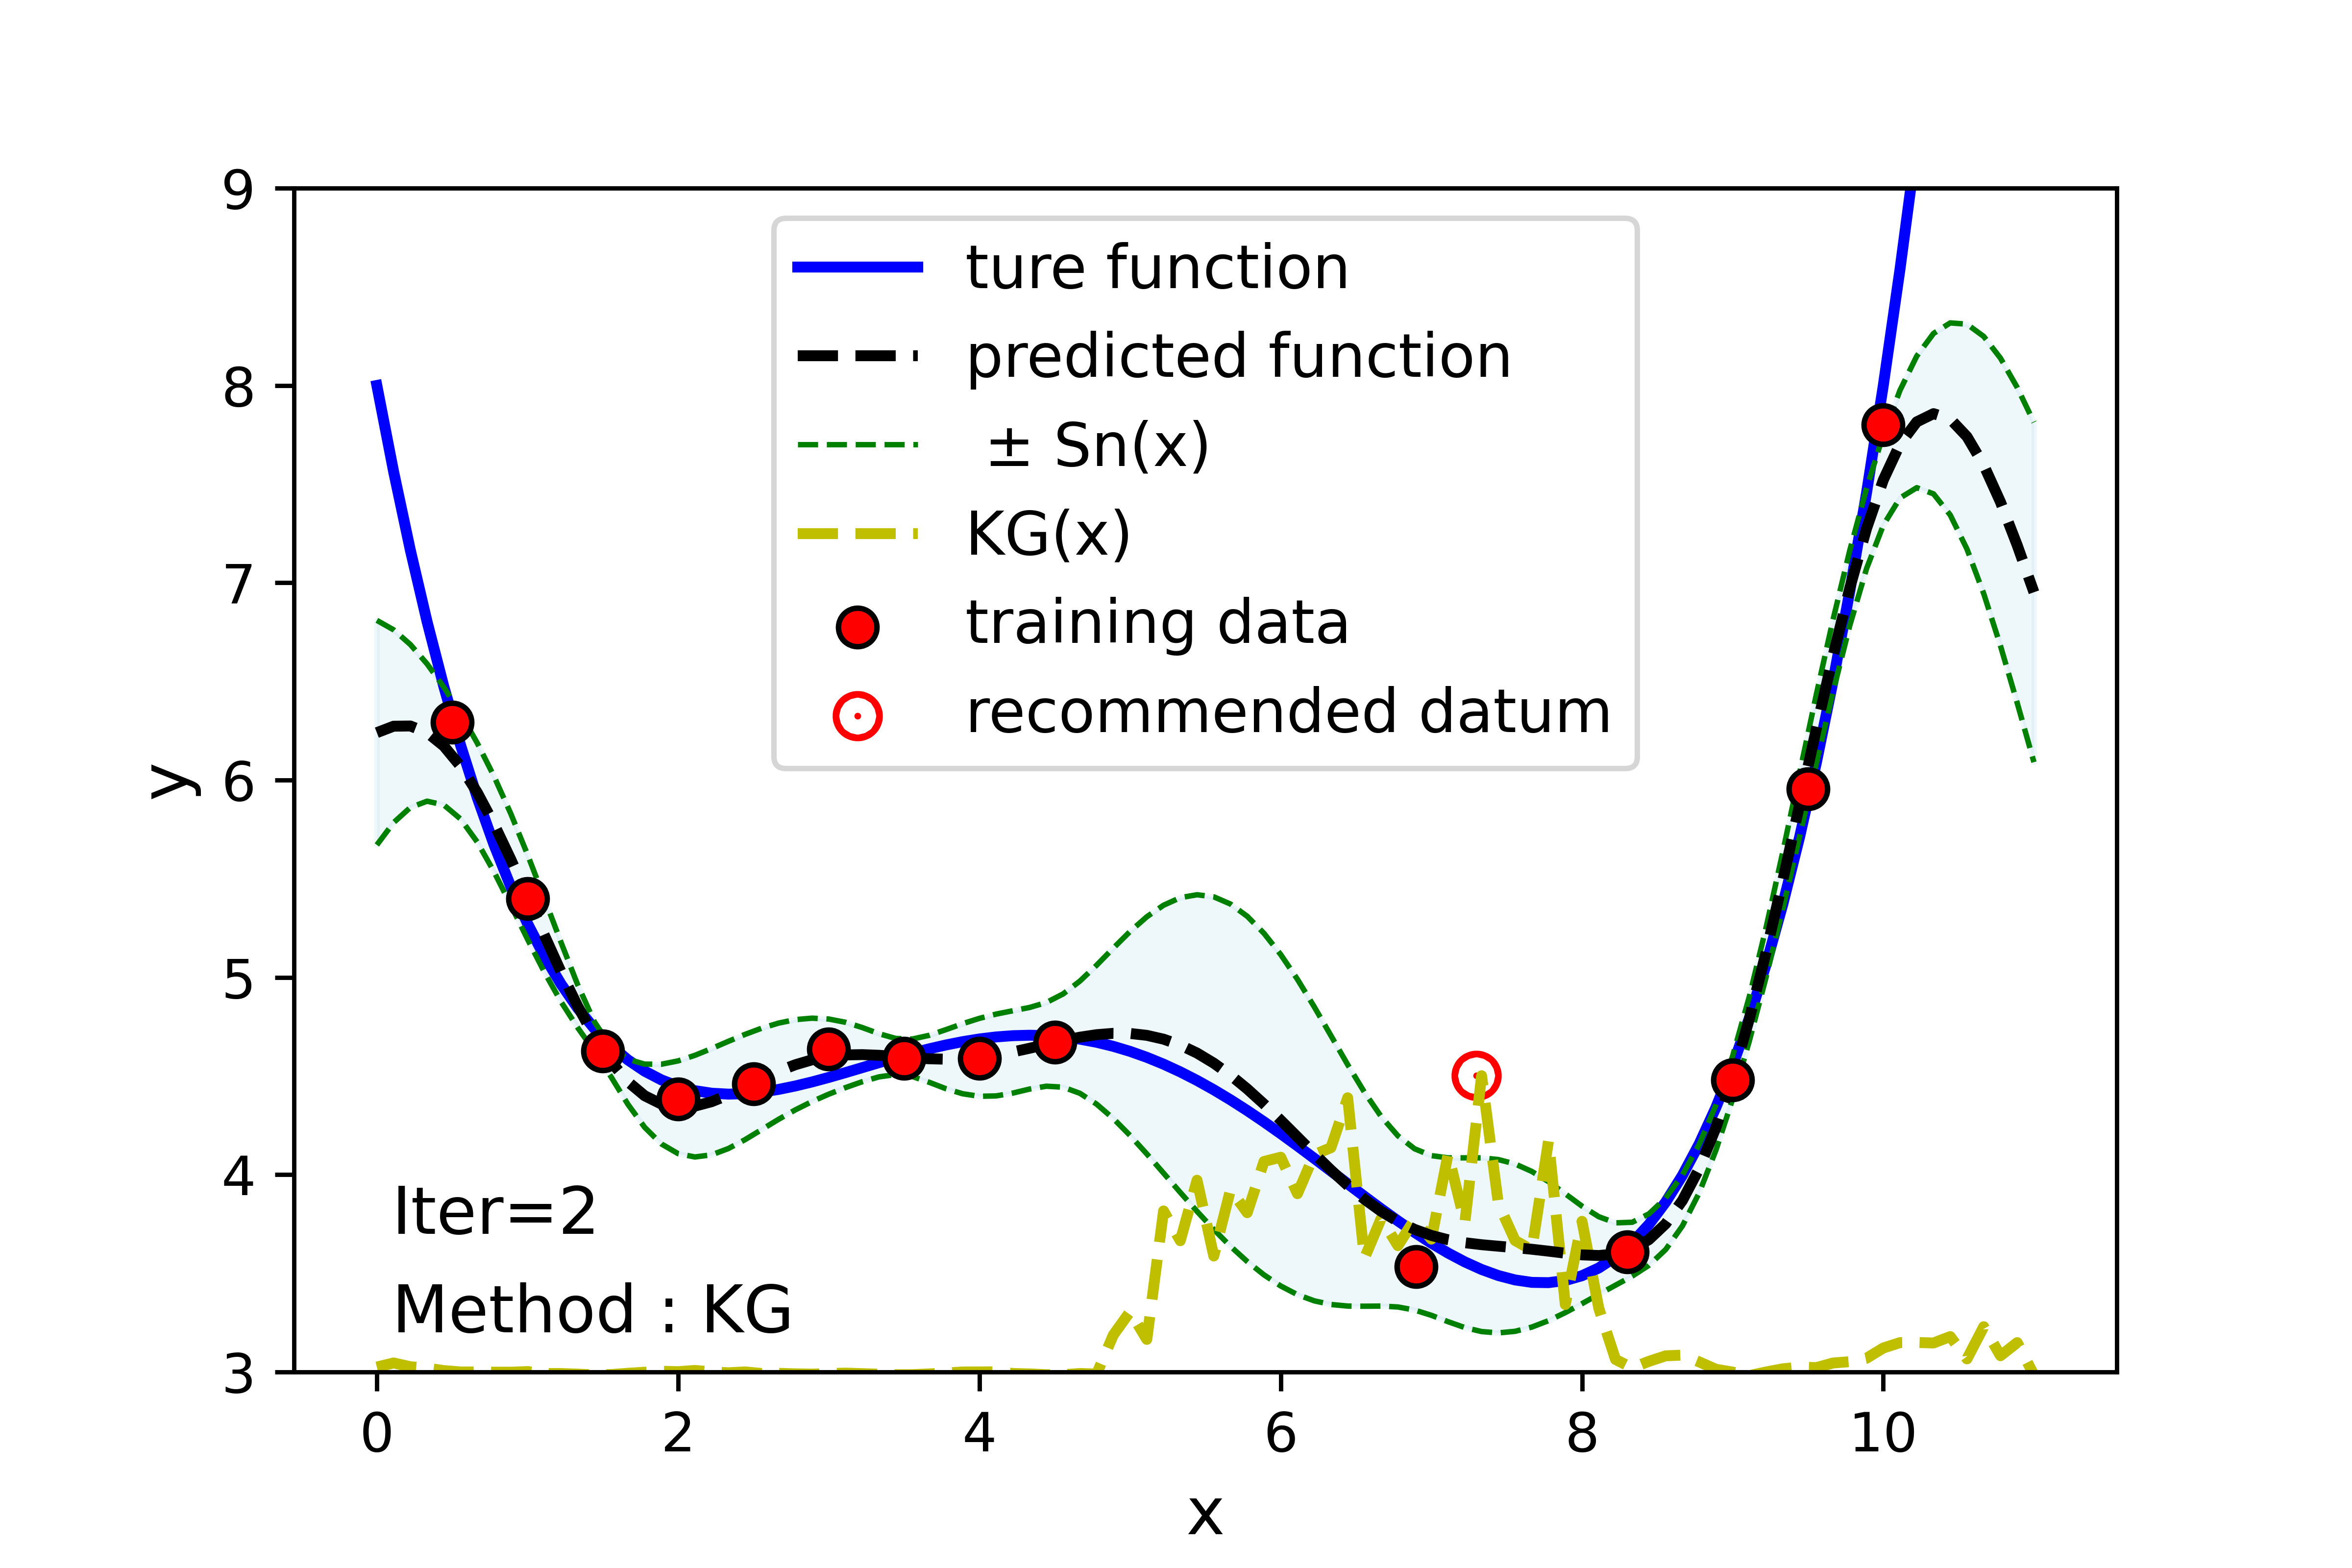 9
8
7
6
5
4
3
y
ture function
predicted function
± Sn(x)
KG(x)
training data
recommended datum
Iter=2
Method : KG
0 2 4 6 8 10
x